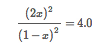 (2x)² / (1−x)² = 4.0